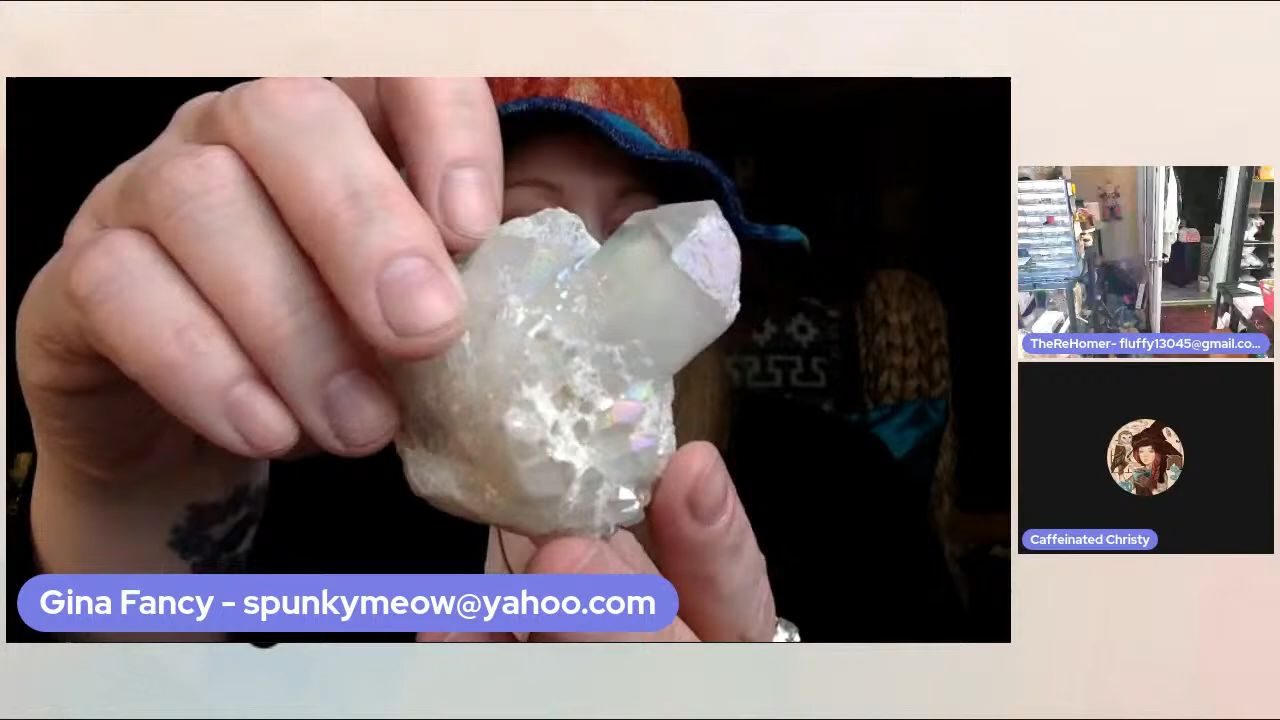 Gina Fancy - spunkymeow@yahoo.com
TheReHomer- fluffy13045@gmail.co...
Caffeinated Christy